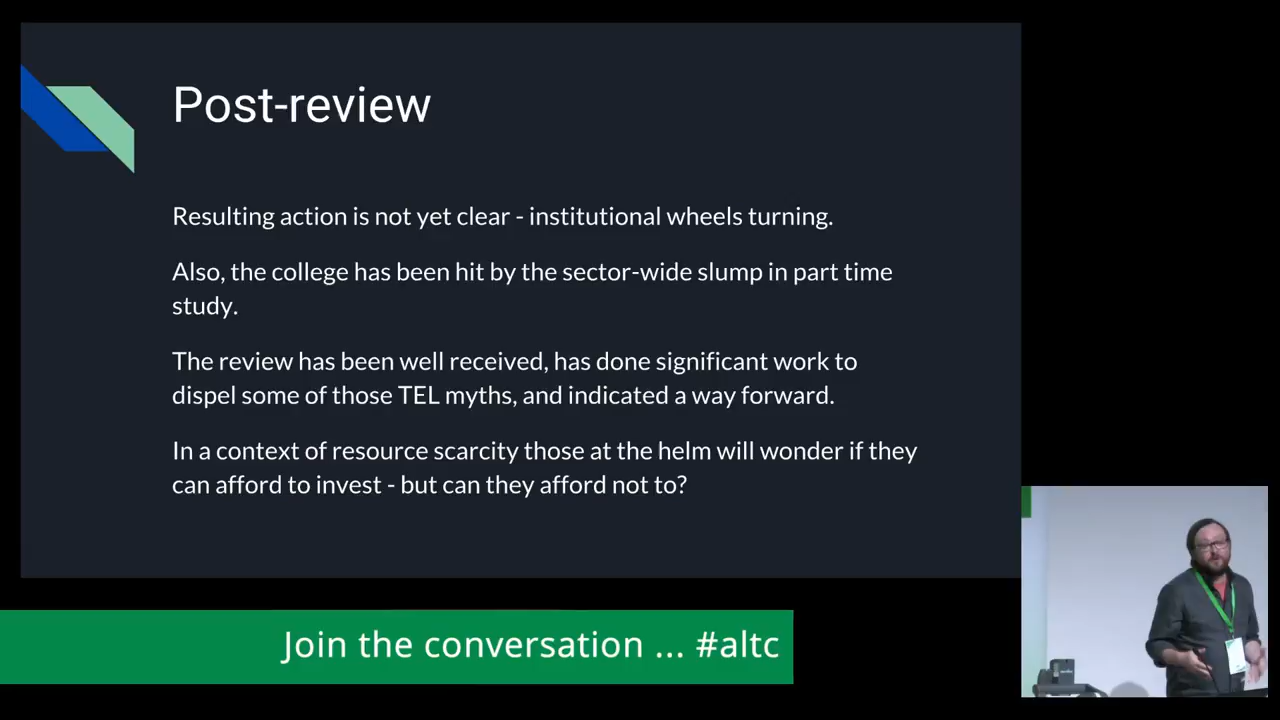 Post-review
Resulting action is not yet clear - institutional wheels turning.
Also, the college has been hit by the sector-wide slump in part time
study.
The review has been well received, has done significant work to
dispel some of those TEL myths, and indicated a way forward.
In a context of resource scarcity those at the helm will wonder if they
can afford to invest - but can they afford not to?
Join the conversation ... #altc